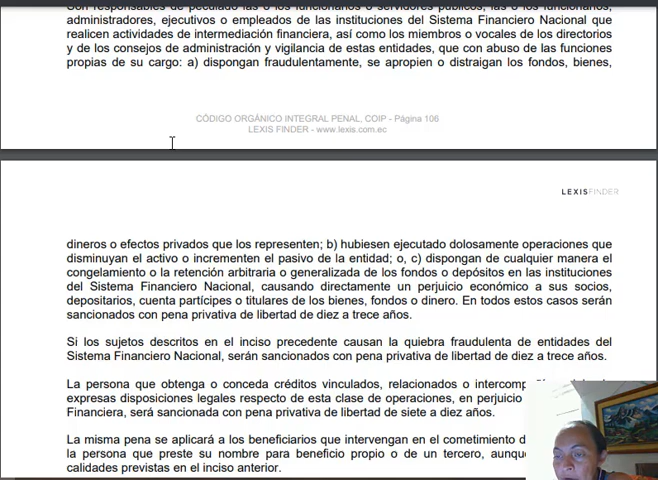 Son responsables de peculado las o los funcionarios o servidores públicos, las o los funcionarios,
administradores, ejecutivos o empleados de las instituciones del Sistema Financiero Nacional que
realicen actividades de intermediación financiera, así como los miembros o vocales de los directorios
y de los consejos de administración y vigilancia de estas entidades, que con abuso de las funciones
propias de su cargo: a) dispongan fraudulentamente, se apropien o distraigan los fondos, bienes,
CÓDIGO ORGÁNICO INTEGRAL PENAL, COIP - Página 106
LEXIS FINDER - www.lexis.com.ec
LEXISFINDER
dineros o efectos privados que los representen; b) hubiesen ejecutado dolosamente operaciones que
disminuyan el activo o incrementen el pasivo de la entidad; o, c) dispongan de cualquier manera el
congelamiento o la retención arbitraria o generalizada de los fondos o depósitos en las instituciones
del Sistema Financiero Nacional, causando directamente un perjuicio económico a sus socios,
depositarios, cuenta partícipes o titulares de los bienes, fondos o dinero. En todos estos casos serán
sancionados con pena privativa de libertad de diez a trece años.
Si los sujetos descritos en el inciso precedente causan la quiebra fraudulenta de entidades del
Sistema Financiero Nacional, serán sancionados con pena privativa de libertad de diez a trece años.
La persona que obtenga o conceda créditos vinculados, relacionados o
expresas disposiciones legales respecto de esta clase de operaciones, en perjuicio
Financiera, será sancionada con pena privativa de libertad de siete a diez años.
La misma pena se aplicará a los beneficiarios que intervengan en el cometimiento
la persona que preste su nombre para beneficio propio o de un tercero,
calidades previstas en el inciso anterior.